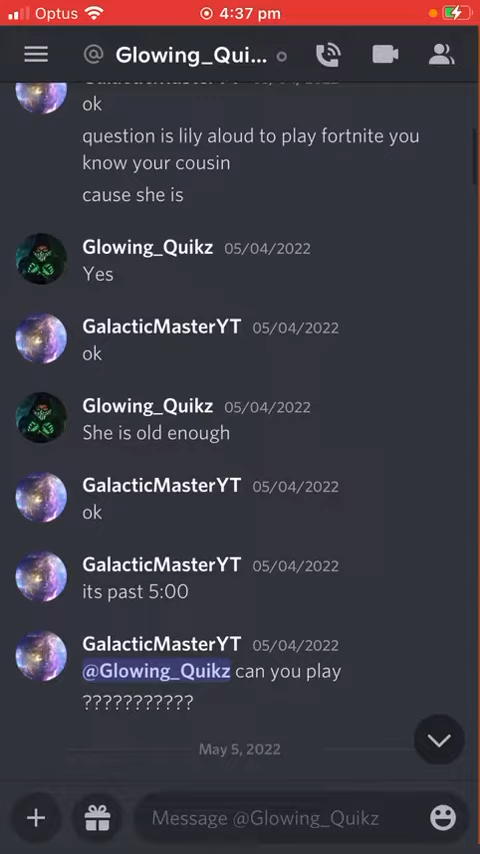 Optus 4:37 pm
@ Glowing_Qui...
ok
question is lily aloud to play fortnite you
know your cousin
cause she is
Glowing_Quikz 05/04/2022
Yes
GalacticMasterYT 05/04/2022
ok
Glowing_Quikz 05/04/2022
She is old enough
GalacticMasterYT 05/04/2022
ok
GalacticMasterYT 05/04/2022
its past 5:00
GalacticMasterYT 05/04/2022
@Glowing_Quikz can you play
???????????
May 5, 2022
Message @Glowing_Quikz